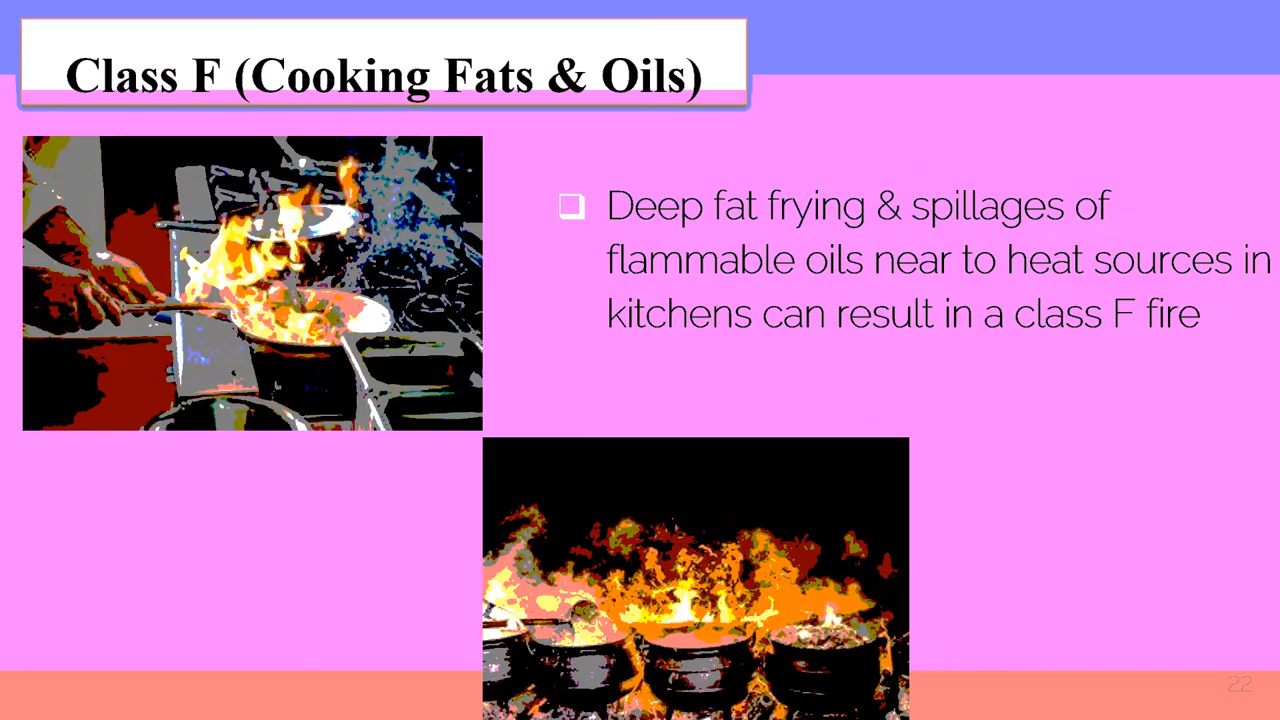 Class F (Cooking Fats & Oils)
❑ Deep fat frying & spillages of
flammable oils near to heat sources in
kitchens can result in a class F fire
22